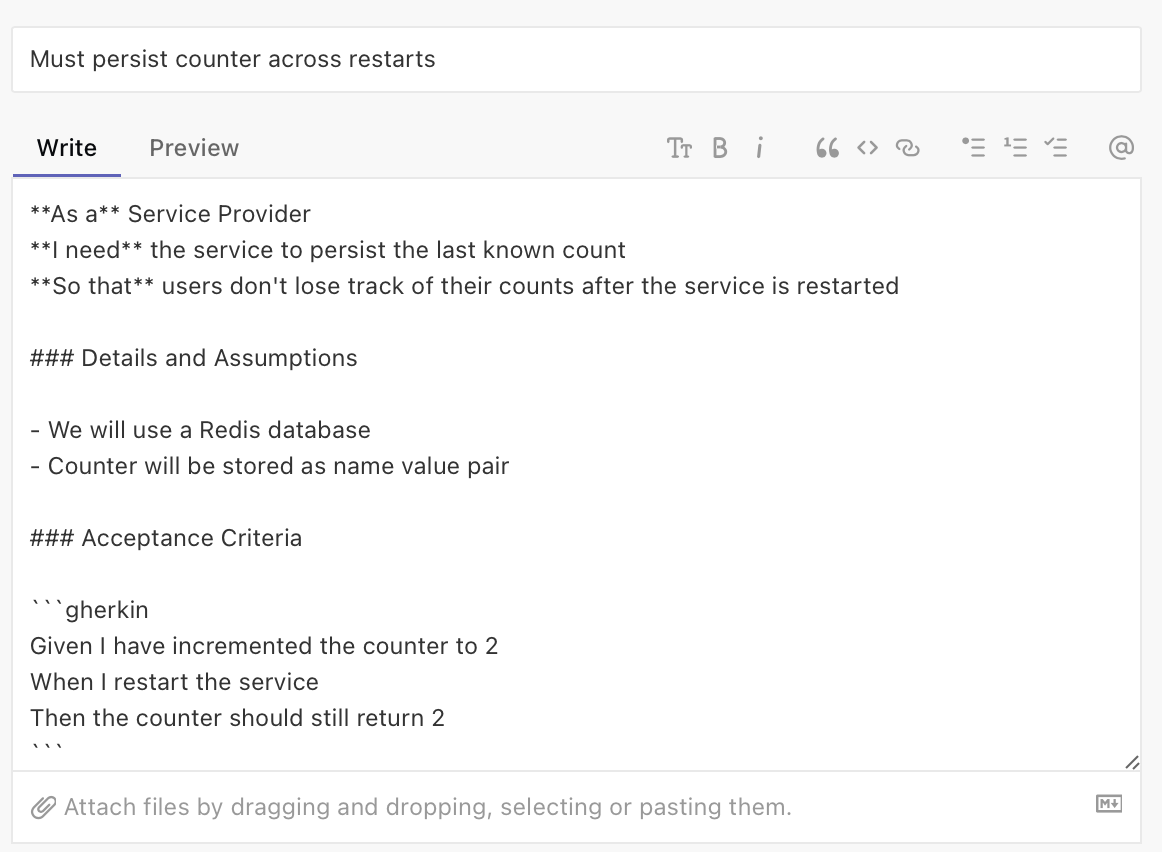 Must persist counter across restarts
Write Preview
**As a** Service Provider
**I need** the service to persist the last known count
**So that** users don't lose track of their counts after the service is restarted
### Details and Assumptions
- We will use a Redis database
- Counter will be stored as name value pair
### Acceptance Criteria
```gherkin
Given I have incremented the counter to 2
When I restart the service
Then the counter should still return 2
```
Attach files by dragging and dropping, selecting or pasting them.